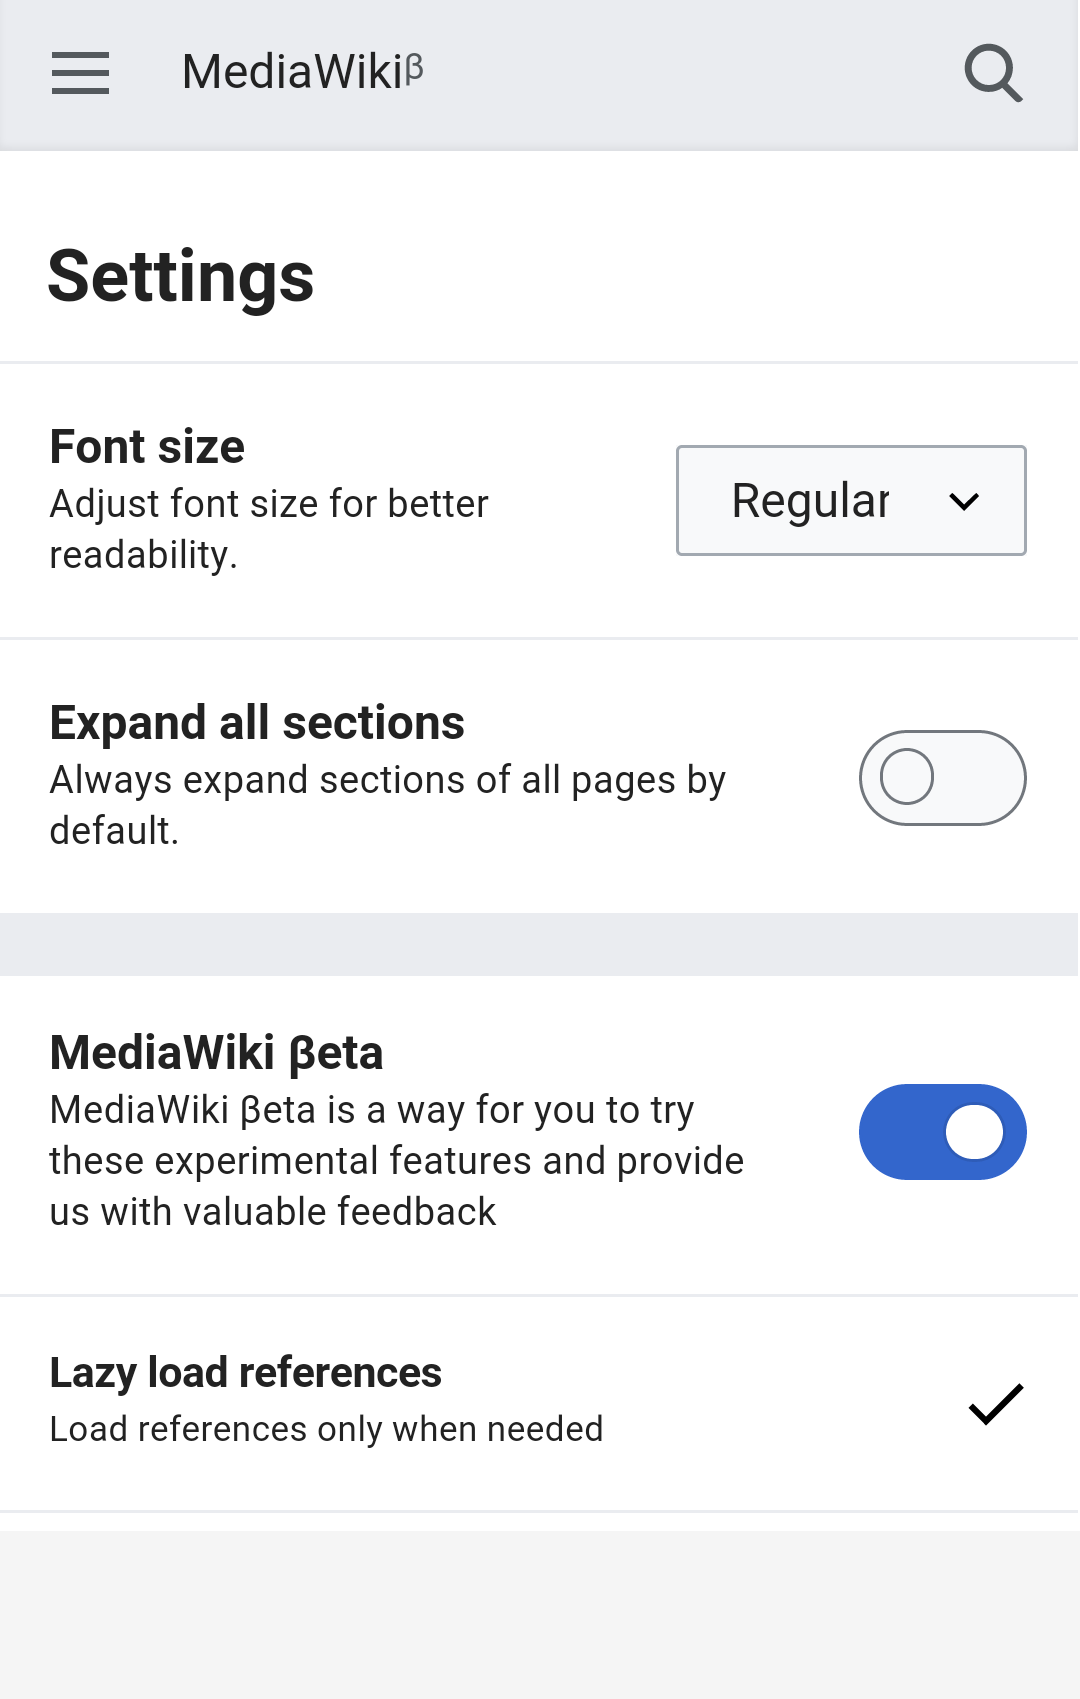 MediaWikiβ
Settings
Font size
Adjust font size for better
readability.
Regular
Expand all sections
Always expand sections of all pages by
default.
MediaWiki βeta
MediaWiki βeta is a way for you to try
these experimental features and provide
us with valuable feedback
Lazy load references
Load references only when needed